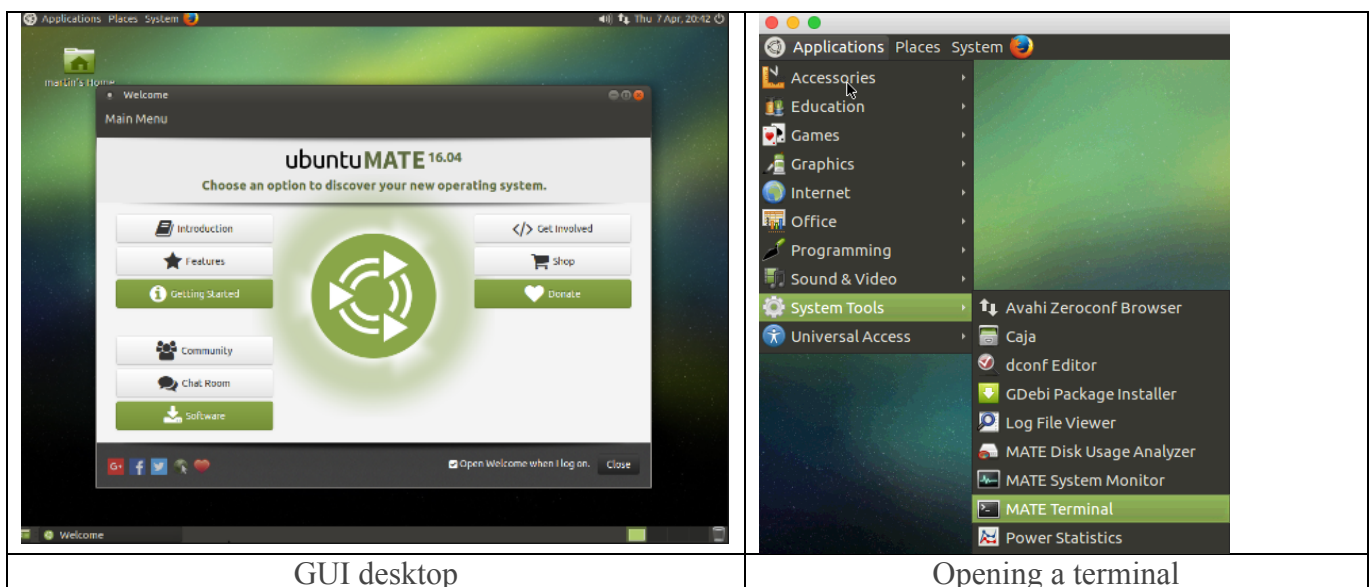 Applications Places System
Thu 7 Apr, 20:42
martin's Home
Welcome
Main Menu
ubuntu MATE 16.04
Choose an option to discover your new operating system.
Introduction
</> Get Involved
Features
Shop
Getting Started
Donate
Community
Chat Room
Software
G+ f
Open Welcome when I log on. Close
Welcome
GUI desktop
Applications Places System
Accessories
Education
Games
Graphics
Internet
Office
Programming
Sound & Video
System Tools
Universal Access
Avahi Zeroconf Browser
Caja
dconf Editor
GDebi Package Installer
Log File Viewer
MATE Disk Usage Analyzer
MATE System Monitor
MATE Terminal
Power Statistics
Opening a terminal